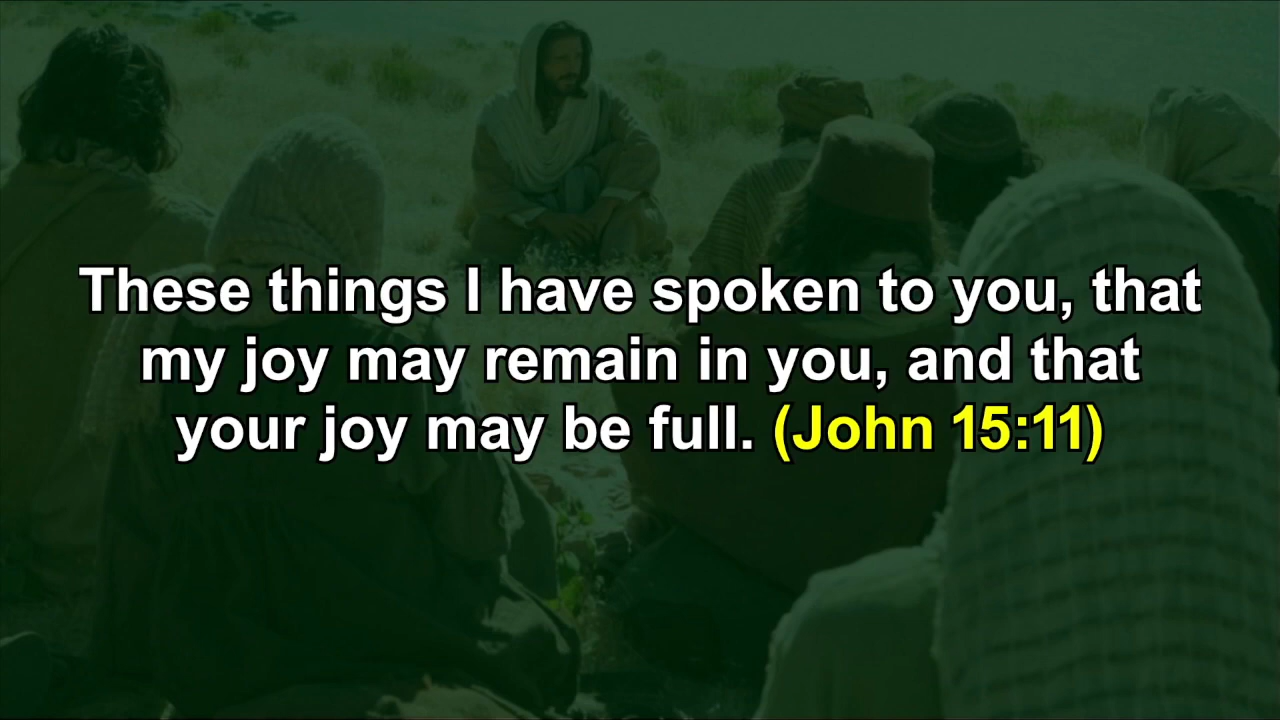 These things I have spoken to you, that
my joy may remain in you, and that
your joy may be full. (John 15:11)